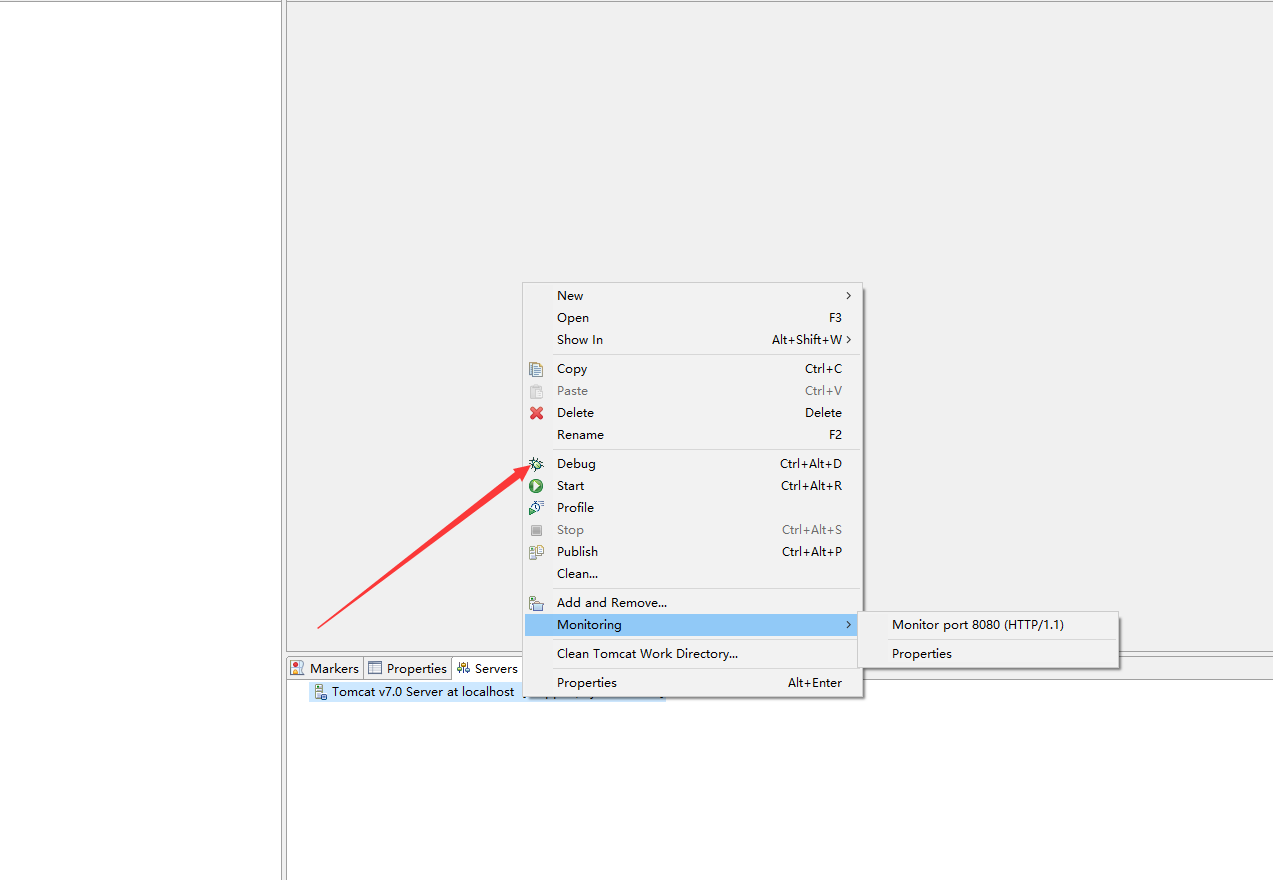 New
Open F3
Show In Alt+Shift+W
Copy Ctrl+C
Paste Ctrl+V
Delete Delete
Rename F2
Debug Ctrl+Alt+D
Start Ctrl+Alt+R
Profile
Stop Ctrl+Alt+S
Publish Ctrl+Alt+P
Clean...
Add and Remove...
Monitoring Monitor port 8080 (HTTP/1.1)
Clean Tomcat Work Directory... Properties
Properties Alt+Enter
Markers Properties Servers
Tomcat v7.0 Server at localhost